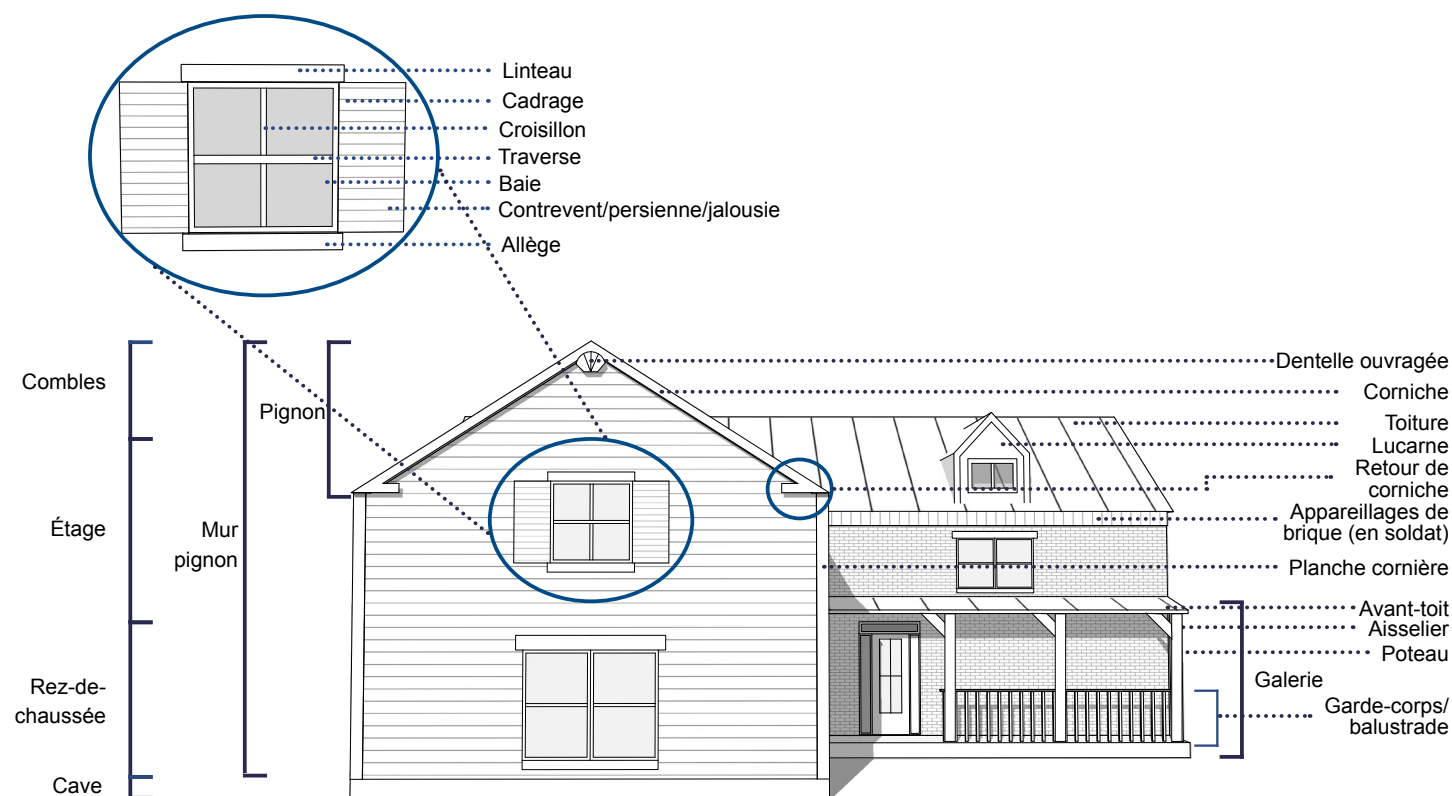 Linteau
Cadrage
Croisillon
Traverse
Baie
Contrevent/persienne/jalousie
Allège
Combles
Étage
Rez-de-
chaussée
Cave
Mur
pignon
Pignon
Dentelle ouvragée
Corniche
Toiture
Lucarne
Retour de
corniche
Appareillages de
brique (en soldat)
Planche cornière
Avant-toit
Aisselier
Poteau
Galerie
Garde-corps/
balustrade